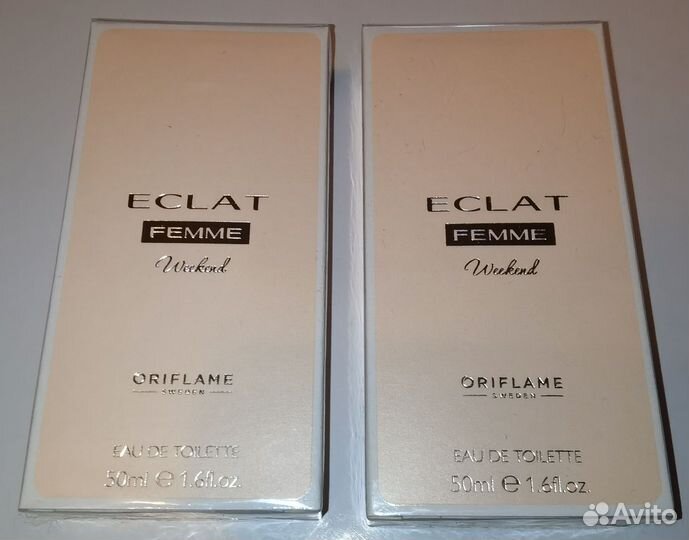 ECLAT
FEMME
Weekend
ORIFLAME
SWEDEN
EAU DE TOILETTE
50ml e 1.6fl.oz.
ECLAT
FEMME
Weekend
ORIFLAME
SWEDEN
EAU DE TOILETTE
50ml e 1.6fl.oz.
Avito